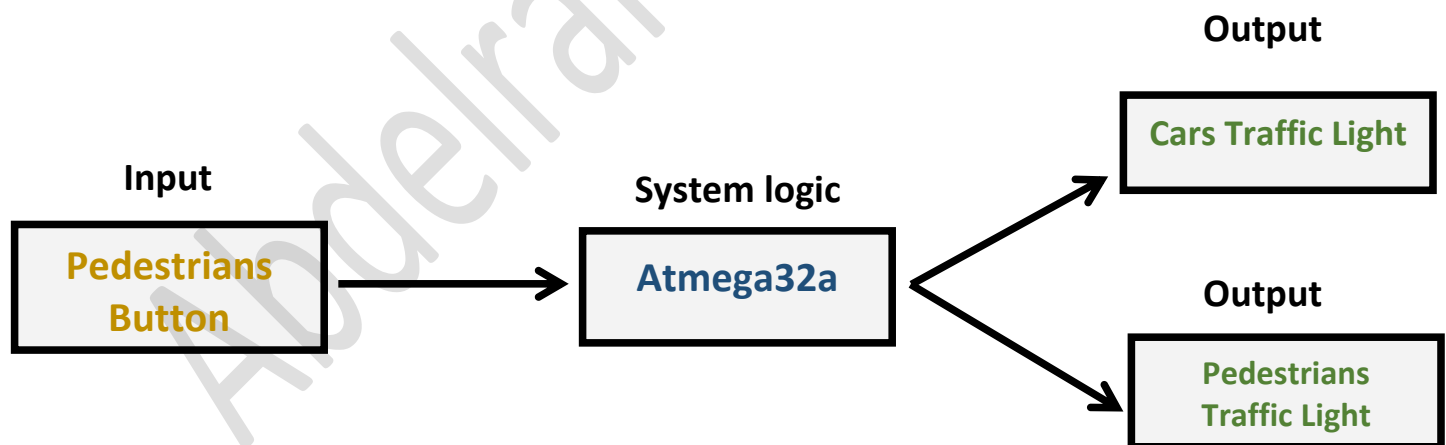 Output
Cars Traffic Light
Input
System logic
Pedestrians
Button
Atmega32a
Output
Pedestrians
Traffic Light